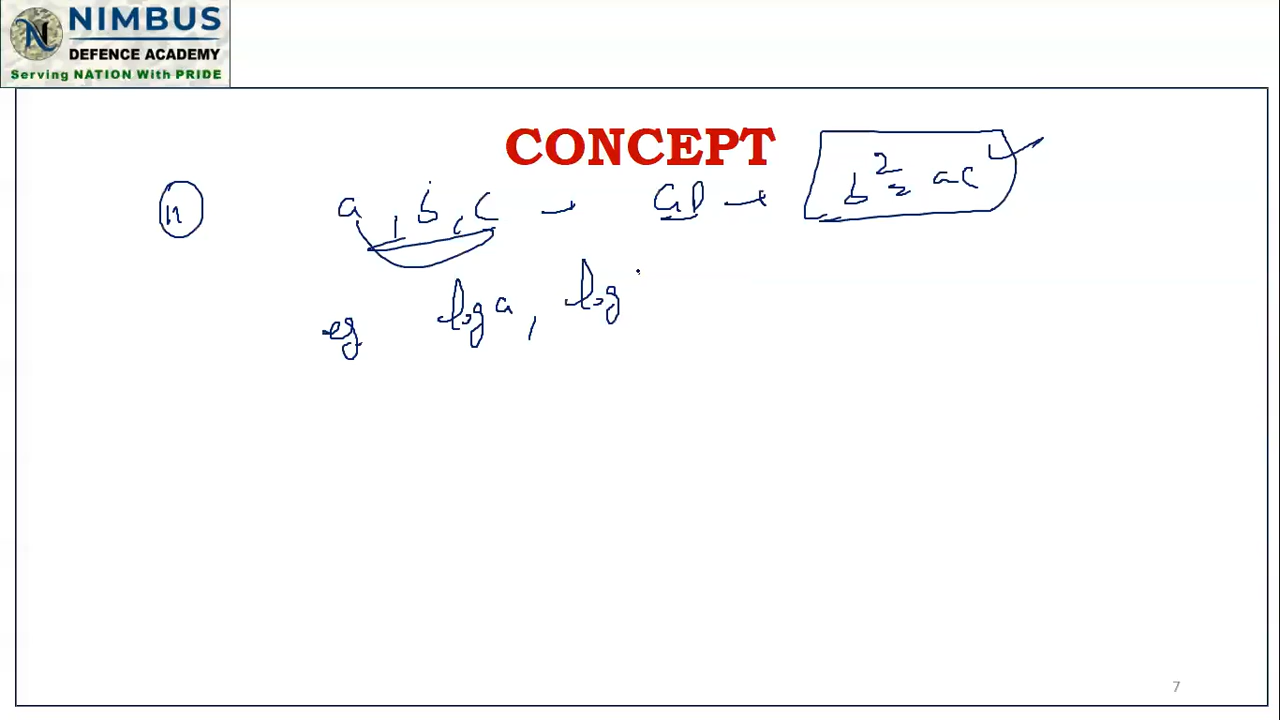 NIMBUS
DEFENCE ACADEMY
Serving NATION With PRIDE
CONCEPT
11 a, b, c → GP → b² = ac
eg log a, log
7